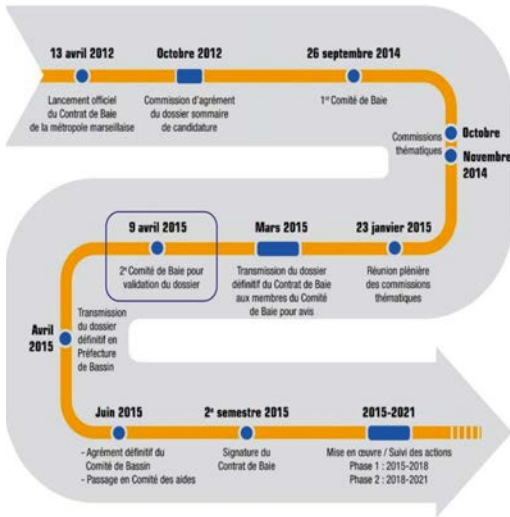 13 avril 2012
Lancement officiel
du Contrat de Baie
de la métropole marseillaise
Octobre 2012
Commission d'agrément
du dossier sommaire
de candidature
26 septembre 2014
1er Comité de Baie
Commissions
thématiques
Octobre
Novembre
2014
23 janvier 2015
Réunion plénière
des commissions
thématiques
Mars 2015
Transmission du dossier
définitif du Contrat de Baie
aux membres du Comité
de Baie pour avis
9 avril 2015
2e Comité de Baie pour
validation du dossier
Avril
2015
Transmission
du dossier
définitif en
Préfecture
de Bassin
Juin 2015
- Agrément définitif du
Comité de Bassin
- Passage en Comité des aides
2e semestre 2015
Signature du
Contrat de Baie
2015-2021
Mise en œuvre / Suivi des actions
Phase 1 : 2015-2018
Phase 2 : 2018-2021